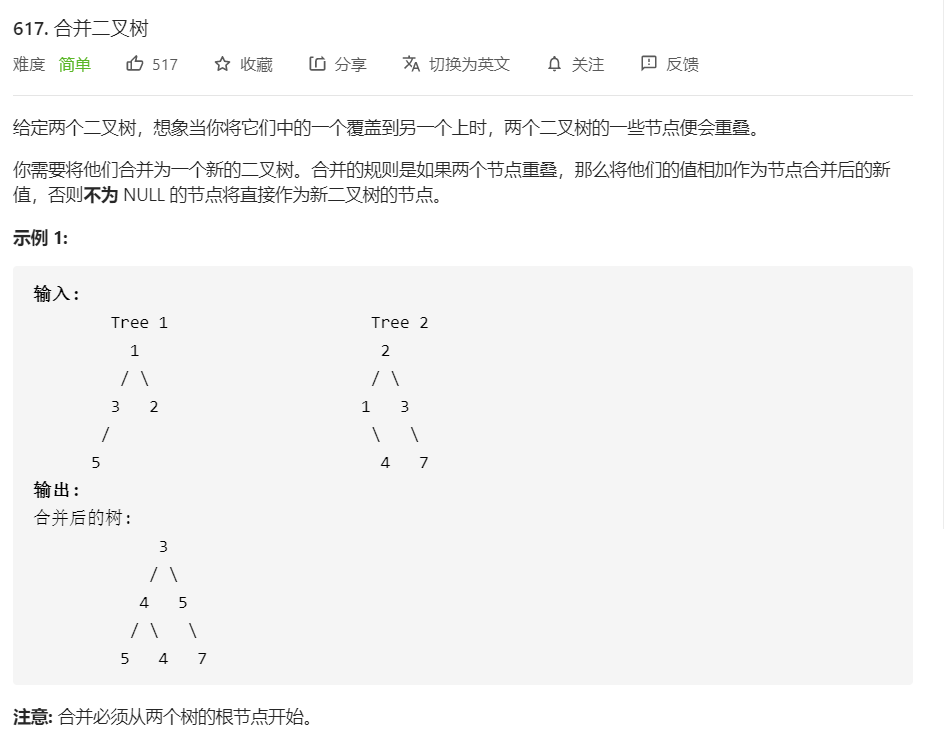 617. 合并二叉树
难度 简单 517 收藏 分享 切换为英文 关注 反馈
给定两个二叉树，想象当你将它们中的一个覆盖到另一个上时，两个二叉树的一些节点便会重叠。
你需要将他们合并为一个新的二叉树。合并的规则是如果两个节点重叠，那么将他们的值相加作为节点合并后的新
值，否则不为 NULL 的节点将直接作为新二叉树的节点。
示例 1:
输入:
Tree 1 Tree 2
1 2
/ \ / \
3 2 1 3
/ \ \
5 4 7
输出:
合并后的树:
3
/ \
4 5
/ \ \
5 4 7
注意: 合并必须从两个树的根节点开始。